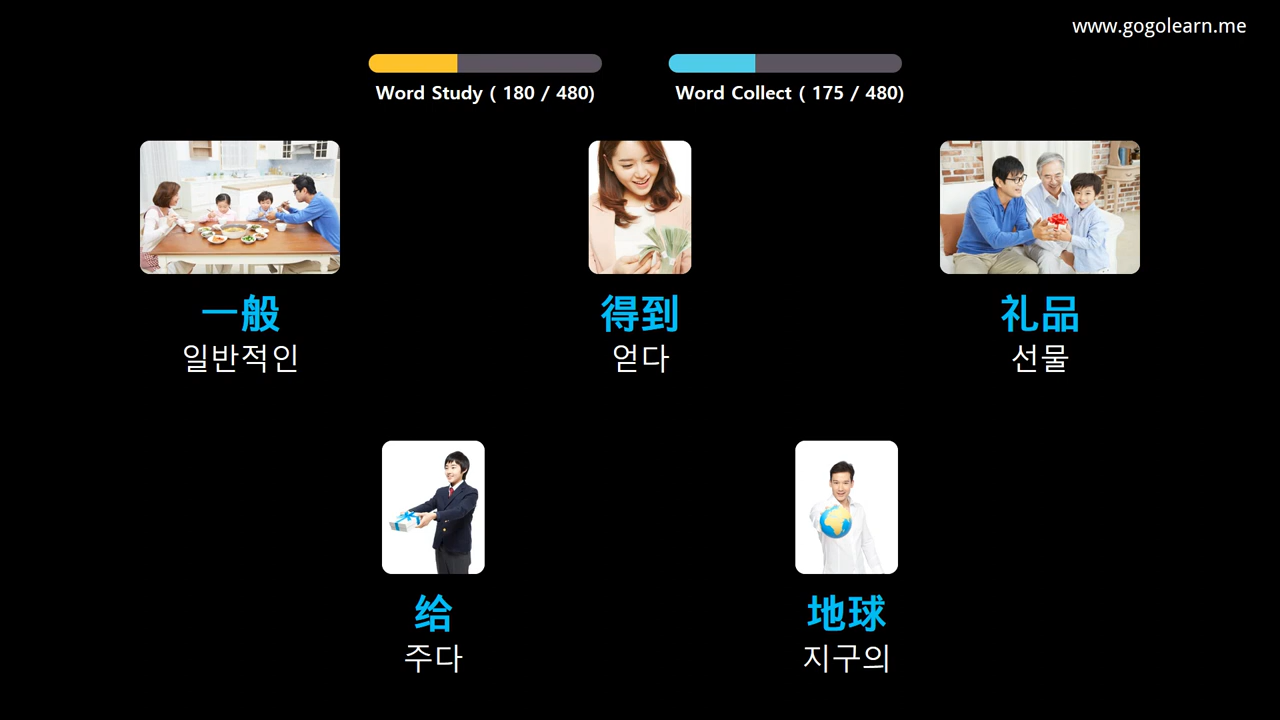 www.gogolearn.me
Word Study ( 180 / 480)
Word Collect ( 175 / 480)
一般
일반적인
得到
얻다
礼品
선물
给
주다
地球
지구의